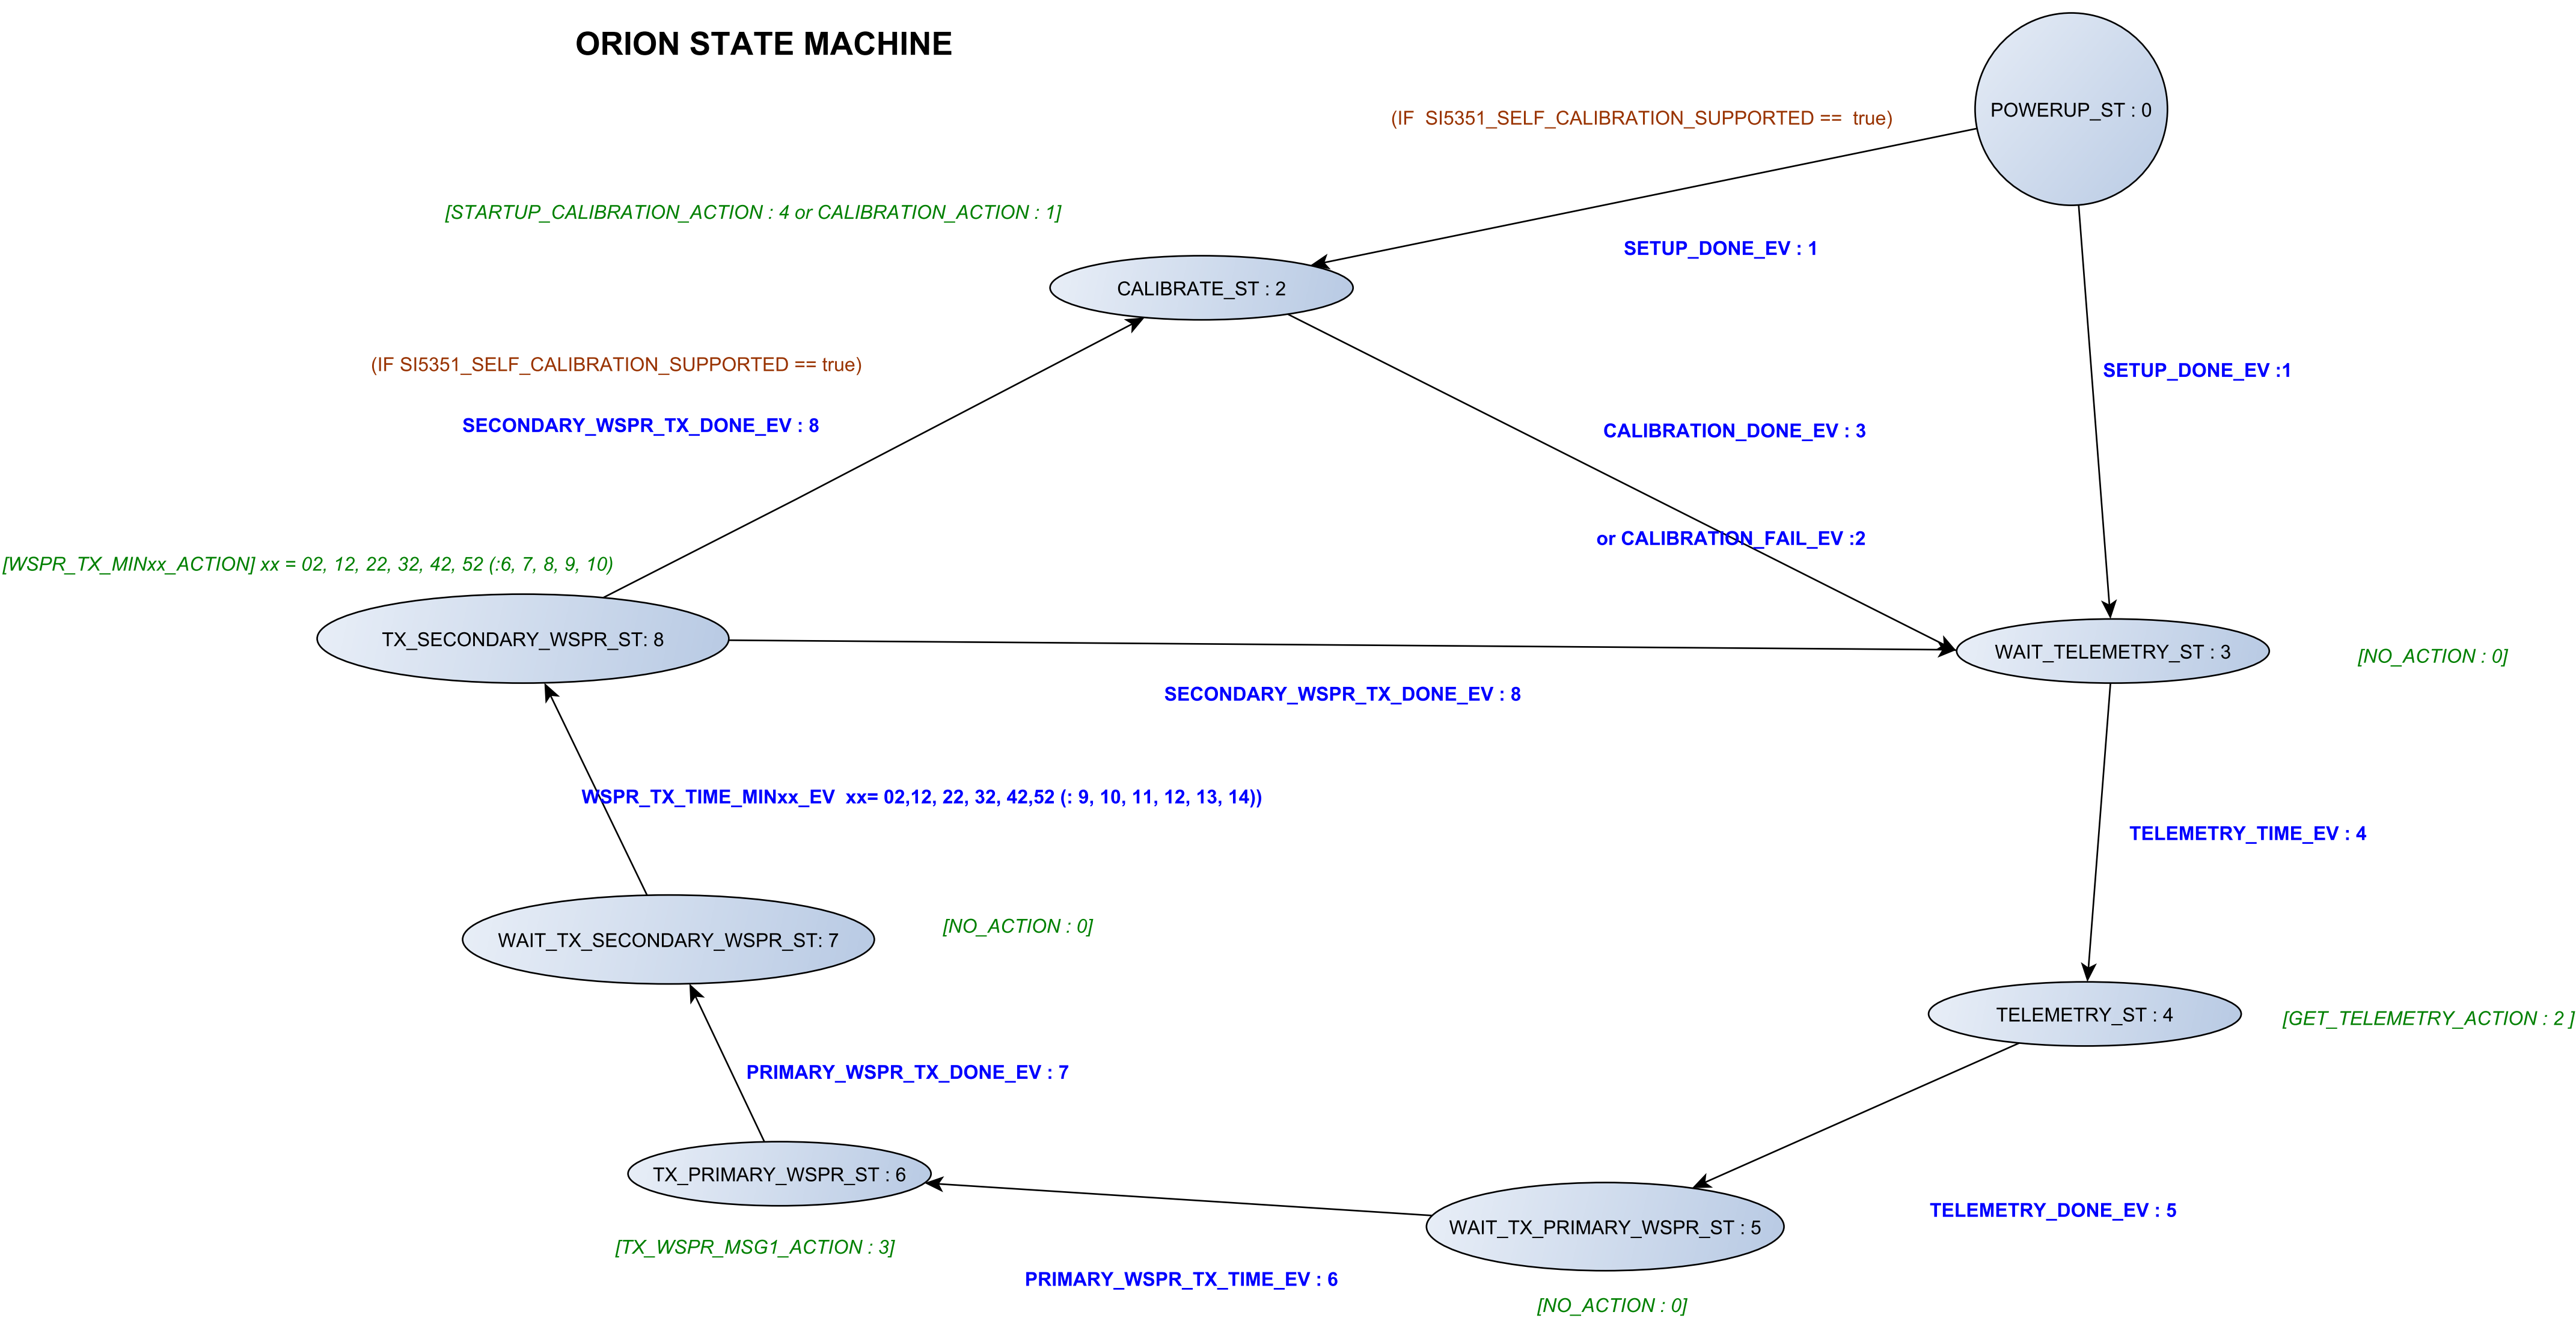 ORION STATE MACHINE
POWERUP_ST : 0
(IF  SI5351_SELF_CALIBRATION_SUPPORTED ==  true)
[STARTUP_CALIBRATION_ACTION : 4 or CALIBRATION_ACTION : 1]
SETUP_DONE_EV : 1
CALIBRATE_ST : 2
(IF SI5351_SELF_CALIBRATION_SUPPORTED == true)
SETUP_DONE_EV :1
SECONDARY_WSPR_TX_DONE_EV : 8
CALIBRATION_DONE_EV : 3
or CALIBRATION_FAIL_EV :2
[WSPR_TX_MINxx_ACTION] xx = 02, 12, 22, 32, 42, 52 (:6, 7, 8, 9, 10)
TX_SECONDARY_WSPR_ST: 8
WAIT_TELEMETRY_ST : 3
[NO_ACTION : 0]
SECONDARY_WSPR_TX_DONE_EV : 8
WSPR_TX_TIME_MINxx_EV  xx= 02,12, 22, 32, 42,52 (: 9, 10, 11, 12, 13, 14))
TELEMETRY_TIME_EV : 4
WAIT_TX_SECONDARY_WSPR_ST: 7
[NO_ACTION : 0]
TELEMETRY_ST : 4
[GET_TELEMETRY_ACTION : 2 ]
PRIMARY_WSPR_TX_DONE_EV : 7
TX_PRIMARY_WSPR_ST : 6
WAIT_TX_PRIMARY_WSPR_ST : 5
TELEMETRY_DONE_EV : 5
[TX_WSPR_MSG1_ACTION : 3]
PRIMARY_WSPR_TX_TIME_EV : 6
[NO_ACTION : 0]